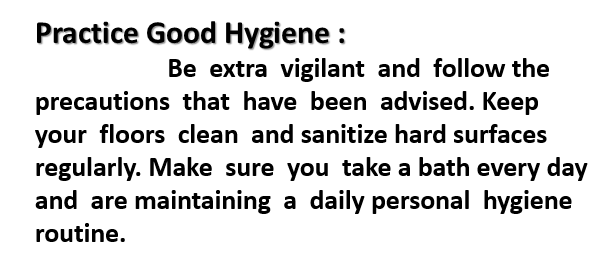 Practice Good Hygiene :
Be extra vigilant and follow the
precautions that have been advised. Keep
your floors clean and sanitize hard surfaces
regularly. Make sure you take a bath every day
and are maintaining a daily personal hygiene
routine.